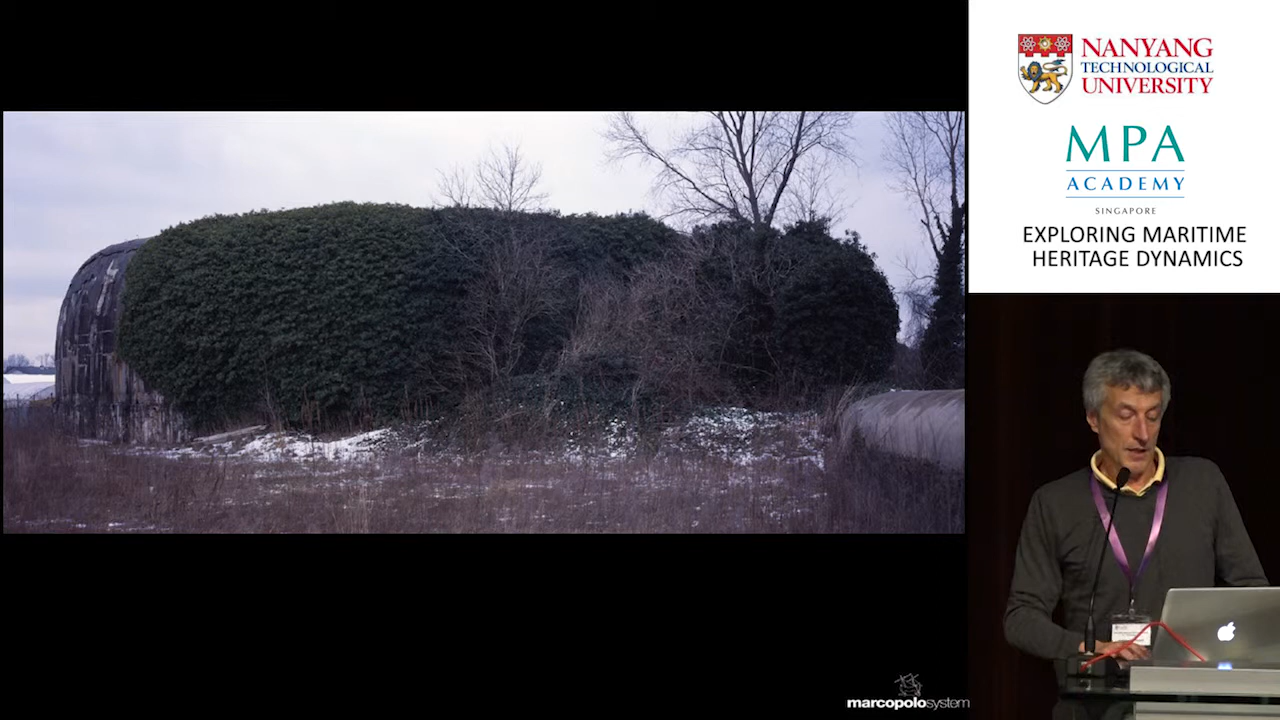 NANYANG
TECHNOLOGICAL
UNIVERSITY
MPA
ACADEMY
SINGAPORE
EXPLORING MARITIME
HERITAGE DYNAMICS
marcopolosystem